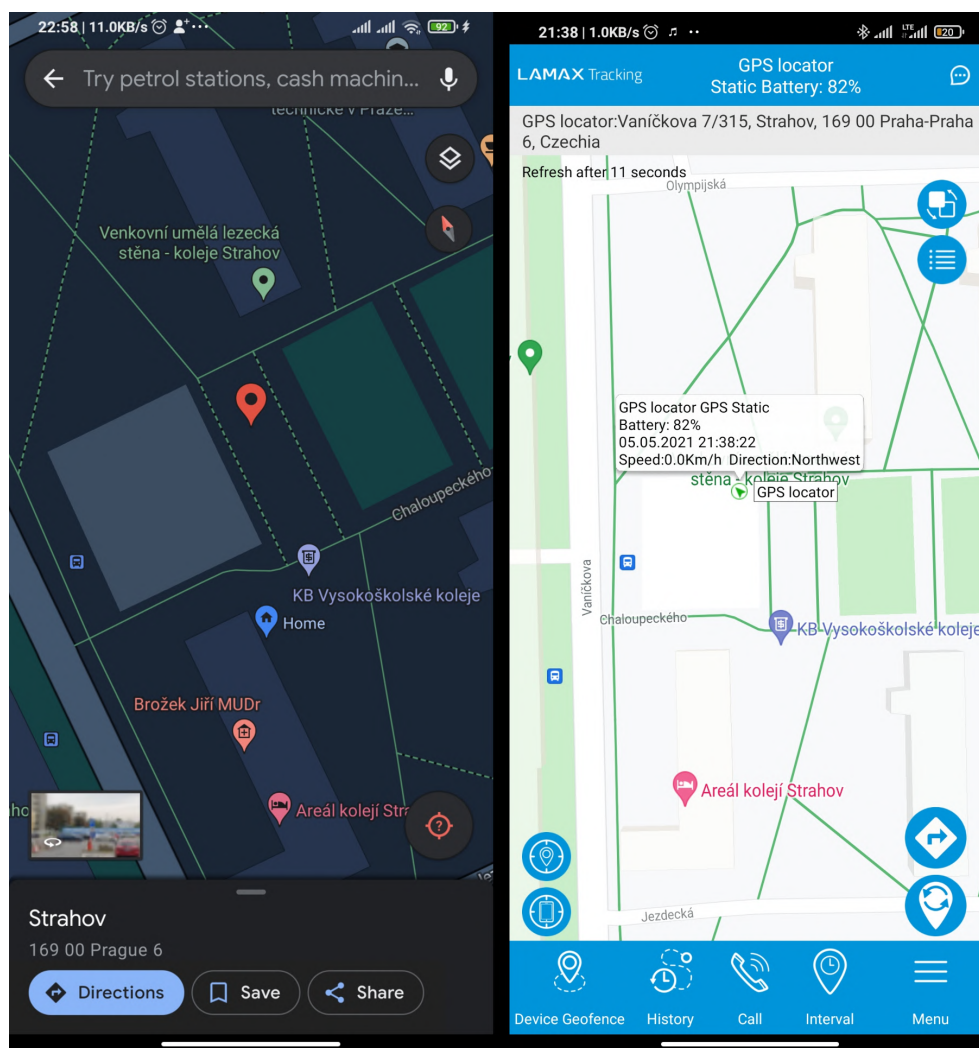 22:58 | 11.0KB/s
92
Try petrol stations, cash machin...
technické v Praze...
Venkovní umělá lezecká
stěna - koleje Strahov
Chaloupeckého
KB Vysokoškolské koleje
Home
Brožek Jiří MUDr
Areál kolejí Stra
Strahov
169 00 Prague 6
Directions
Save
Share
21:38 | 1.0KB/s
LTE
20
LAMAX Tracking
GPS locator
Static Battery: 82%
GPS locator:Vaníčkova 7/315, Strahov, 169 00 Praha-Praha
6, Czechia
Refresh after 11 seconds
Olympijská
GPS locator GPS Static
Battery: 82%
05.05.2021 21:38:22
Speed:0.0Km/h Direction:Northwest
stěna - koleje Strahov
GPS locator
Vaníčkova
Chaloupeckého
KB Vysokoškolské koleje
Areál kolejí Strahov
Jezdecká
Device Geofence
History
Call
Interval
Menu